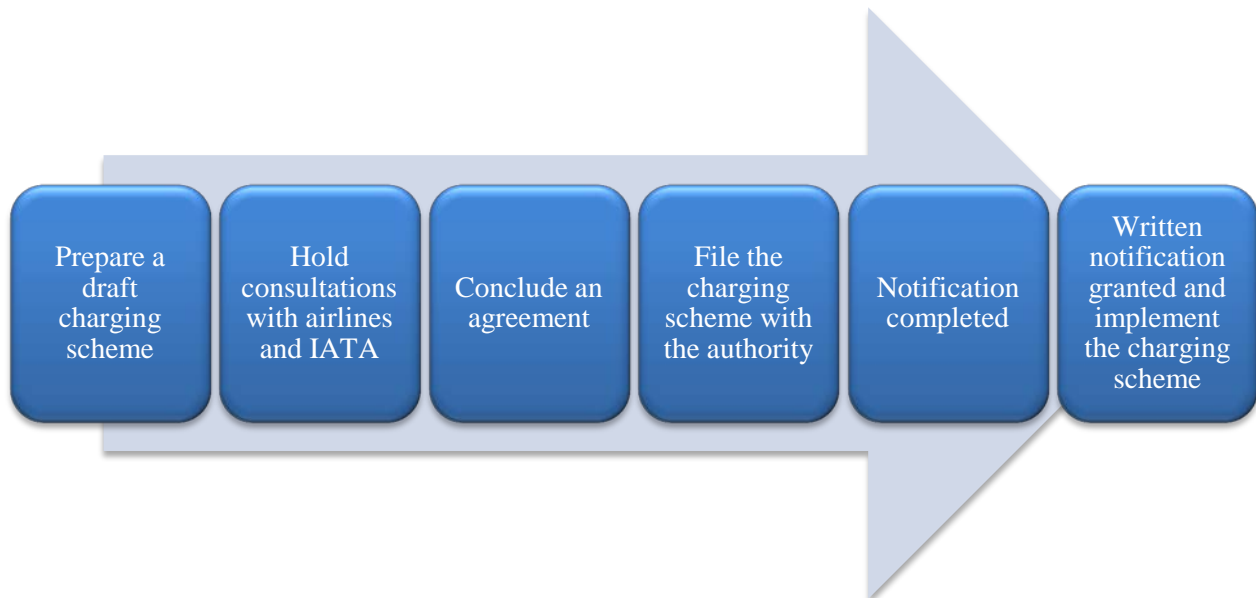 Prepare a
draft
charging
scheme
Hold
consultations
with airlines
and IATA
Conclude an
agreement
File the
charging
scheme with
the authority
Notification
completed
Written
notification
granted and
implement
the charging
scheme